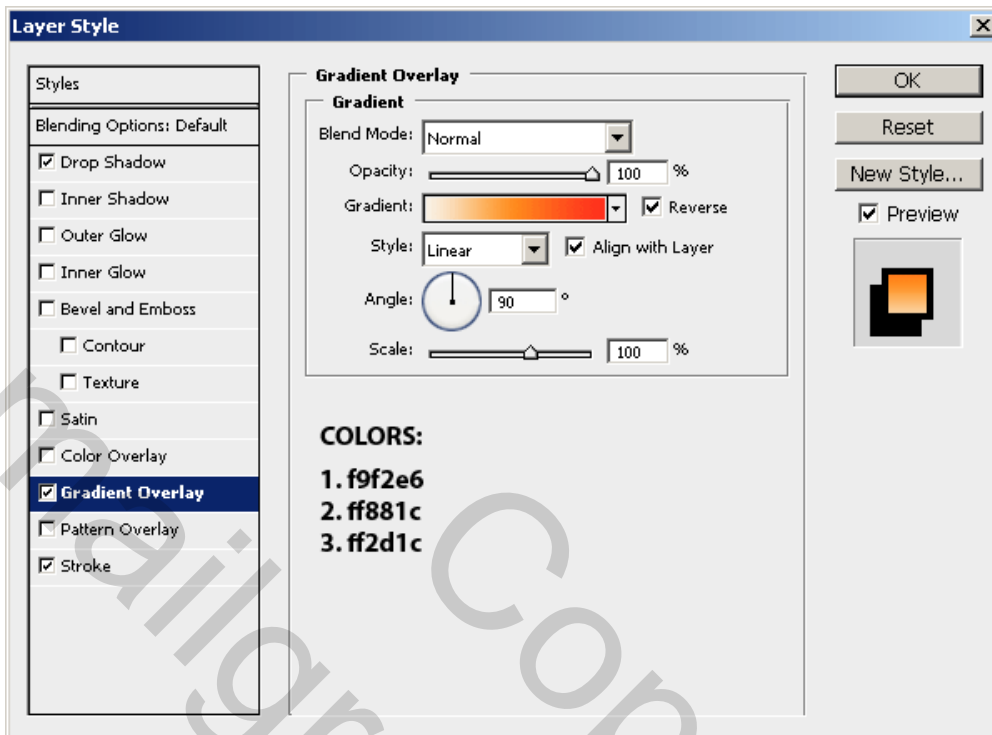 Layer Style
Styles
Blending Options: Default
Drop Shadow
Inner Shadow
Outer Glow
Inner Glow
Bevel and Emboss
Contour
Texture
Satin
Color Overlay
Gradient Overlay
Pattern Overlay
Stroke
Gradient Overlay
Gradient
Blend Mode: Normal
Opacity: 100 %
Gradient: Reverse
Style: Linear Align with Layer
Angle: 90 °
Scale: 100 %
COLORS:
1. f9f2e6
2. ff881c
3. ff2d1c
OK
Reset
New Style...
Preview